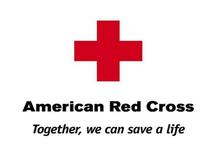 American Red Cross
Together, we can save a life